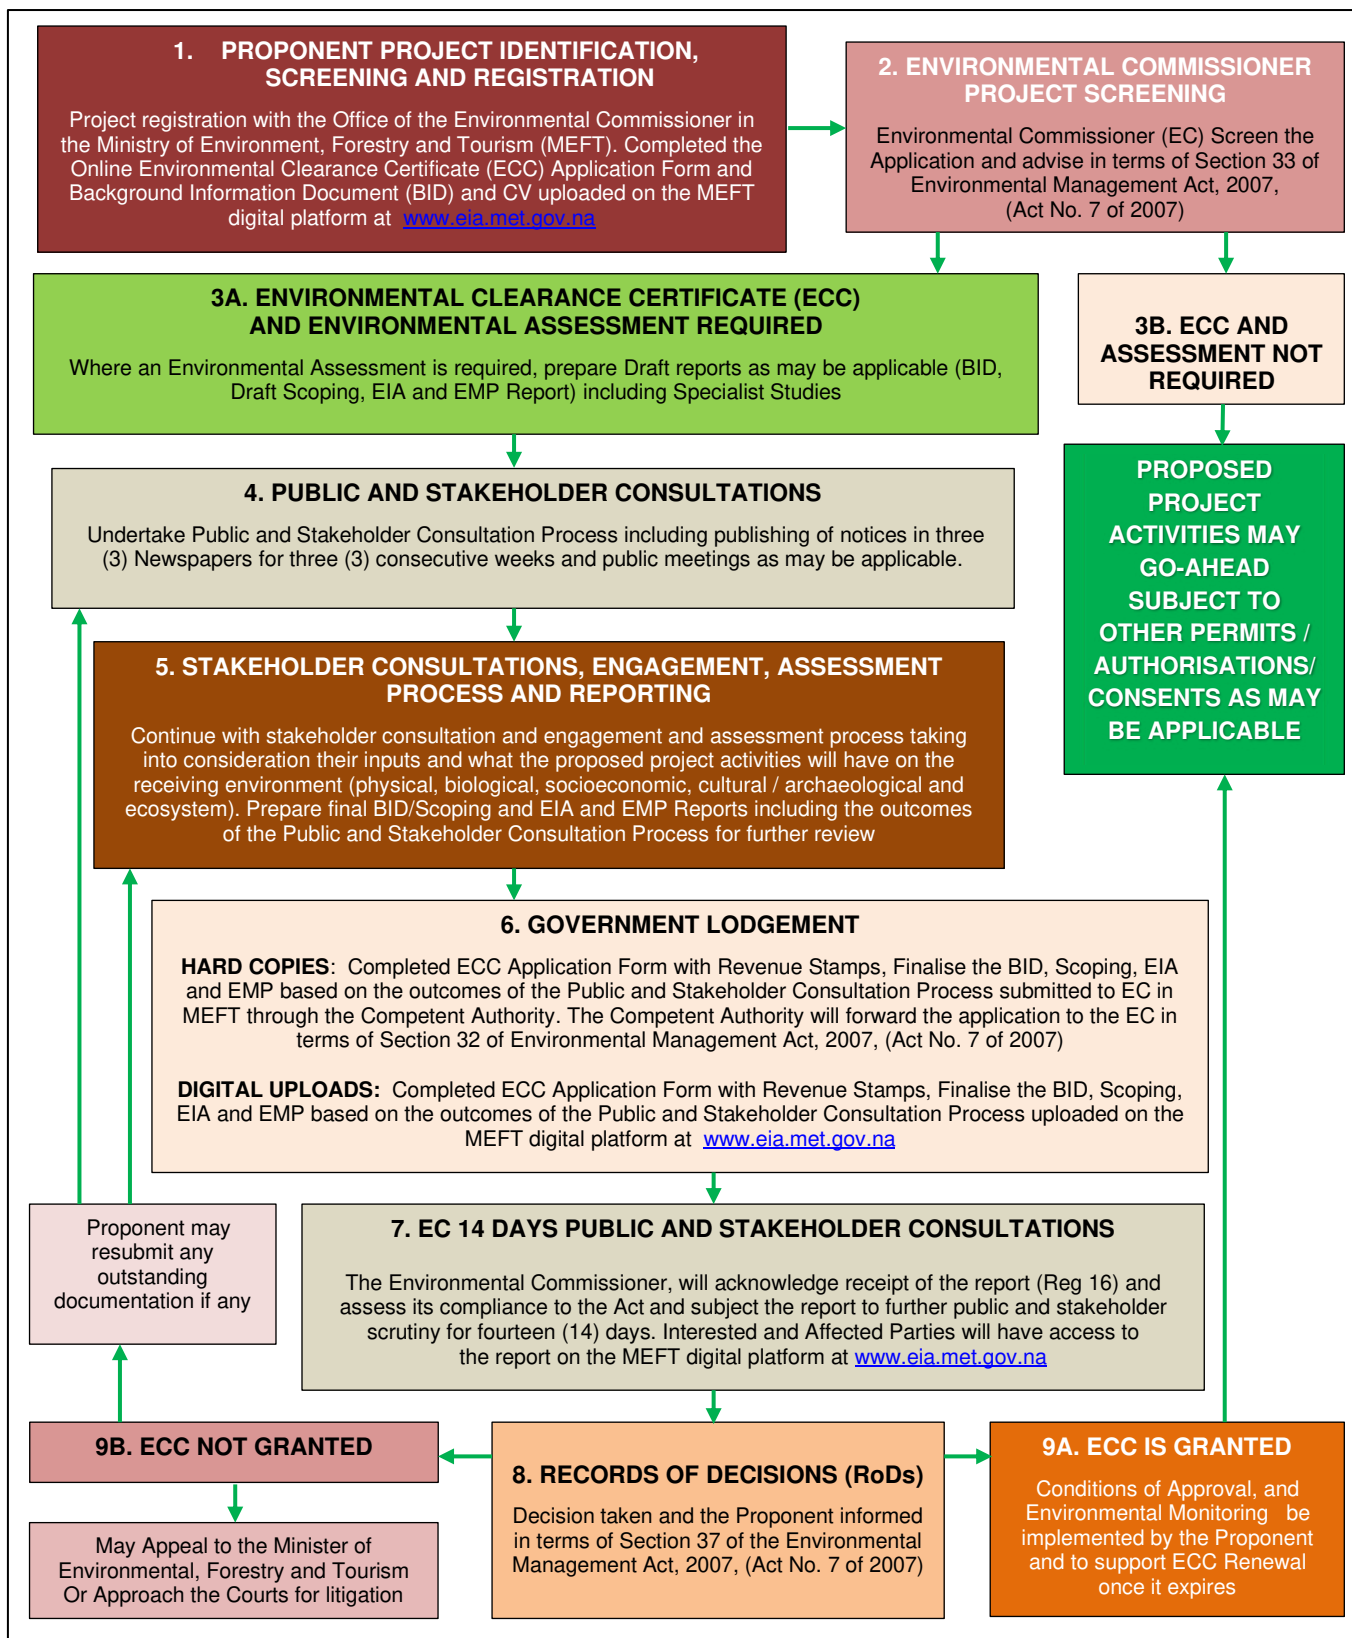 1. PROPONENT PROJECT IDENTIFICATION,
SCREENING AND REGISTRATION
Project registration with the Office of the Environmental Commissioner in
the Ministry of Environment, Forestry and Tourism (MEFT). Completed the
Online Environmental Clearance Certificate (ECC) Application Form and
Background Information Document (BID) and CV uploaded on the MEFT
digital platform at www.eia.met.gov.na
2. ENVIRONMENTAL COMMISSIONER
PROJECT SCREENING
Environmental Commissioner (EC) Screen the
Application and advise in terms of Section 33 of
Environmental Management Act, 2007,
(Act No. 7 of 2007)
3A. ENVIRONMENTAL CLEARANCE CERTIFICATE (ECC)
AND ENVIRONMENTAL ASSESSMENT REQUIRED
Where an Environmental Assessment is required, prepare Draft reports as may be applicable (BID,
Draft Scoping, EIA and EMP Report) including Specialist Studies
3B. ECC AND
ASSESSMENT NOT
REQUIRED
PROPOSED
PROJECT
ACTIVITIES MAY
GO-AHEAD
SUBJECT TO
OTHER PERMITS /
AUTHORISATIONS/
CONSENTS AS MAY
BE APPLICABLE
4. PUBLIC AND STAKEHOLDER CONSULTATIONS
Undertake Public and Stakeholder Consultation Process including publishing of notices in three
(3) Newspapers for three (3) consecutive weeks and public meetings as may be applicable.
5. STAKEHOLDER CONSULTATIONS, ENGAGEMENT, ASSESSMENT
PROCESS AND REPORTING
Continue with stakeholder consultation and engagement and assessment process taking
into consideration their inputs and what the proposed project activities will have on the
receiving environment (physical, biological, socioeconomic, cultural / archaeological and
ecosystem). Prepare final BID/Scoping and EIA and EMP Reports including the outcomes
of the Public and Stakeholder Consultation Process for further review
6. GOVERNMENT LODGEMENT
HARD COPIES: Completed ECC Application Form with Revenue Stamps, Finalise the BID, Scoping, EIA
and EMP based on the outcomes of the Public and Stakeholder Consultation Process submitted to EC in
MEFT through the Competent Authority. The Competent Authority will forward the application to the EC in
terms of Section 32 of Environmental Management Act, 2007, (Act No. 7 of 2007)
DIGITAL UPLOADS: Completed ECC Application Form with Revenue Stamps, Finalise the BID, Scoping,
EIA and EMP based on the outcomes of the Public and Stakeholder Consultation Process uploaded on the
MEFT digital platform at www.eia.met.gov.na
Proponent may
resubmit any
outstanding
documentation if any
7. EC 14 DAYS PUBLIC AND STAKEHOLDER CONSULTATIONS
The Environmental Commissioner, will acknowledge receipt of the report (Reg 16) and
assess its compliance to the Act and subject the report to further public and stakeholder
scrutiny for fourteen (14) days. Interested and Affected Parties will have access to
the report on the MEFT digital platform at www.eia.met.gov.na
9B. ECC NOT GRANTED
May Appeal to the Minister of
Environmental, Forestry and Tourism
Or Approach the Courts for litigation
8. RECORDS OF DECISIONS (RoDs)
Decision taken and the Proponent informed
in terms of Section 37 of the Environmental
Management Act, 2007, (Act No. 7 of 2007)
9A. ECC IS GRANTED
Conditions of Approval, and
Environmental Monitoring be
implemented by the Proponent
and to support ECC Renewal
once it expires